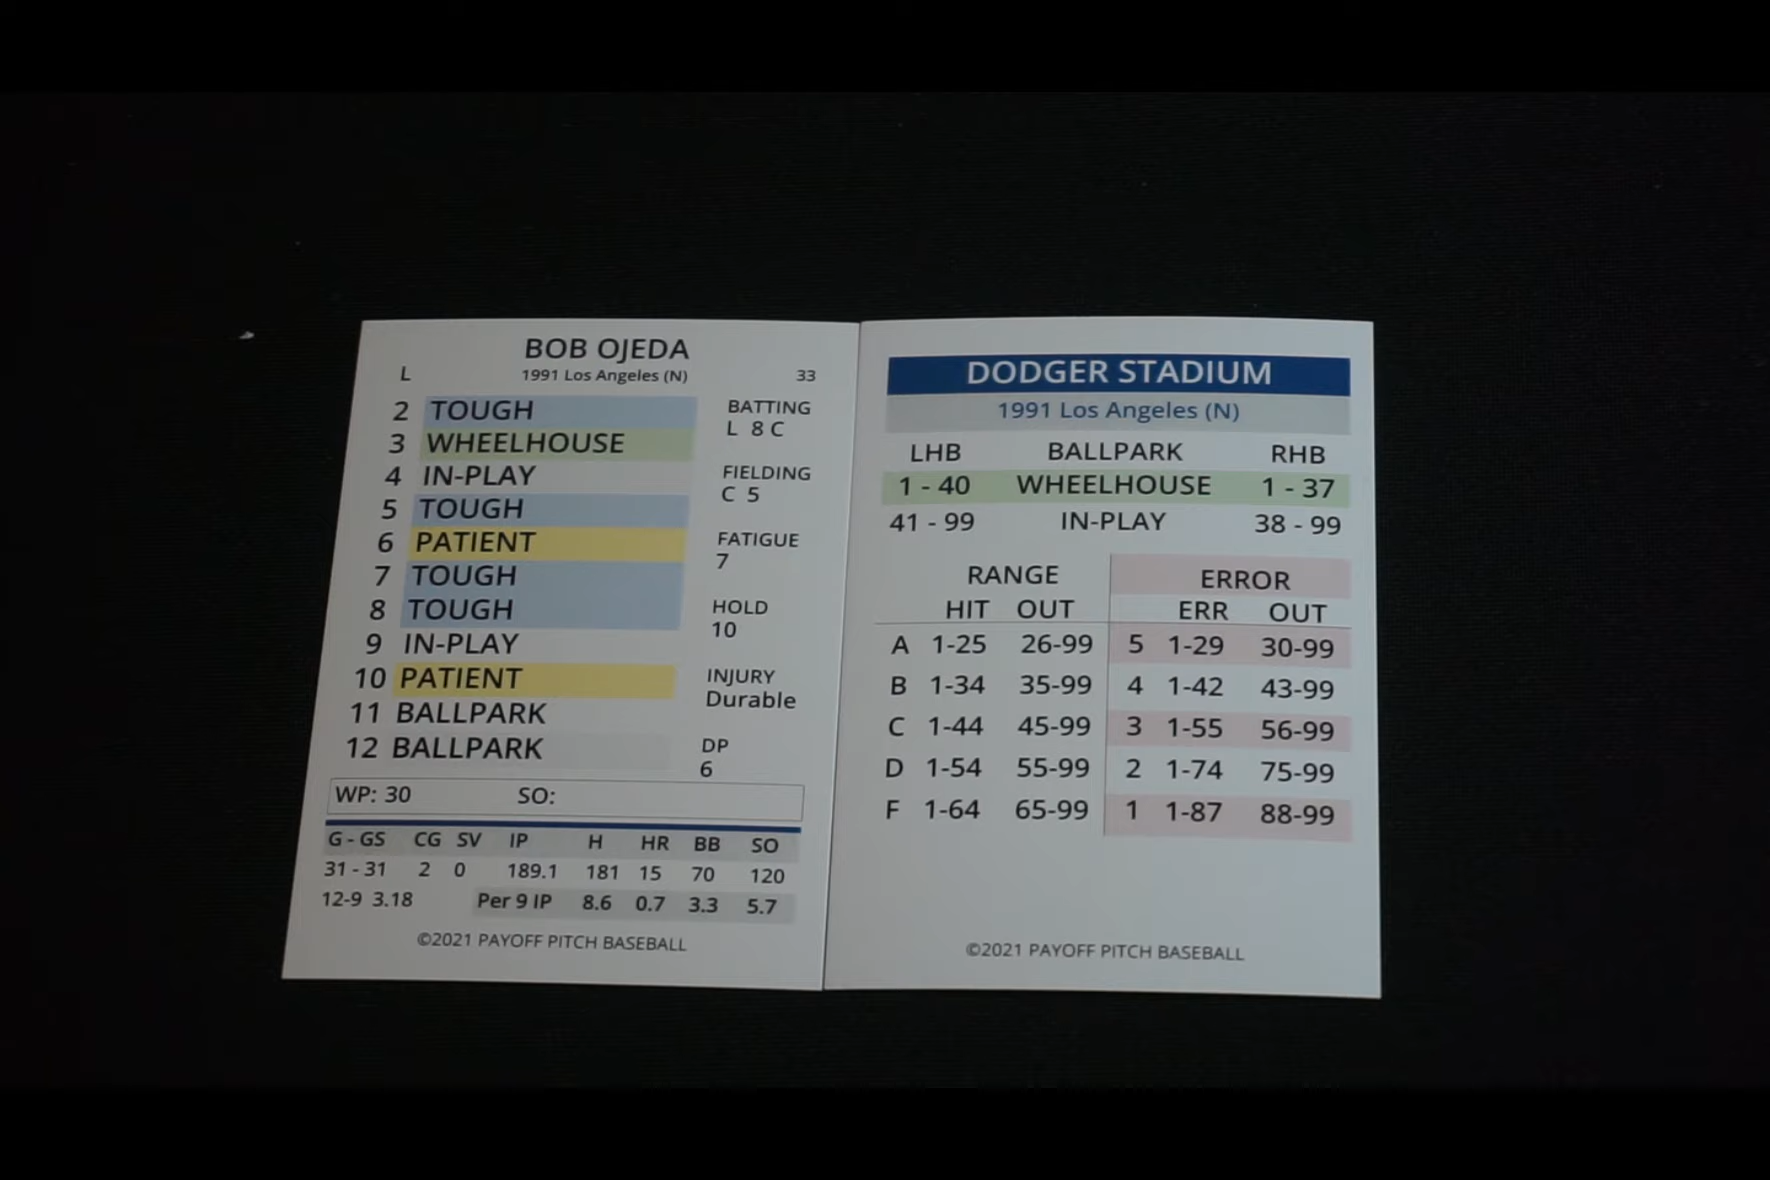 BOB OJEDA
L 1991 Los Angeles (N) 33
2 TOUGH
3 WHEELHOUSE
4 IN-PLAY
5 TOUGH
6 PATIENT
7 TOUGH
8 TOUGH
9 IN-PLAY
10 PATIENT
11 BALLPARK
12 BALLPARK
BATTING
L 8 C
FIELDING
C 5
FATIGUE
7
HOLD
10
INJURY
Durable
DP
6
WP: 30 SO:
G - GS CG SV IP H HR BB SO
31 - 31 2 0 189.1 181 15 70 120
12-9 3.18 Per 9 IP 8.6 0.7 3.3 5.7
©2021 PAYOFF PITCH BASEBALL
DODGER STADIUM
1991 Los Angeles (N)
LHB BALLPARK RHB
1 - 40 WHEELHOUSE 1 - 37
41 - 99 IN-PLAY 38 - 99
RANGE ERROR
HIT OUT ERR OUT
A 1-25 26-99 5 1-29 30-99
B 1-34 35-99 4 1-42 43-99
C 1-44 45-99 3 1-55 56-99
D 1-54 55-99 2 1-74 75-99
F 1-64 65-99 1 1-87 88-99
©2021 PAYOFF PITCH BASEBALL